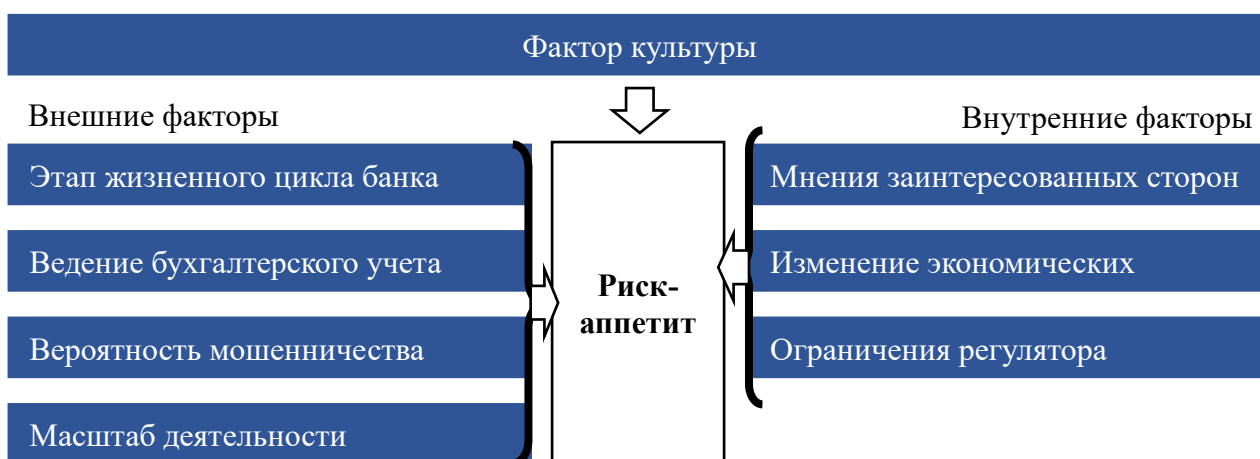 Фактор культуры
Внешние факторы
Этап жизненного цикла банка
Ведение бухгалтерского учета
Вероятность мошенничества
Масштаб деятельности
Риск-
аппетит
Внутренние факторы
Мнения заинтересованных сторон
Изменение экономических
Ограничения регулятора